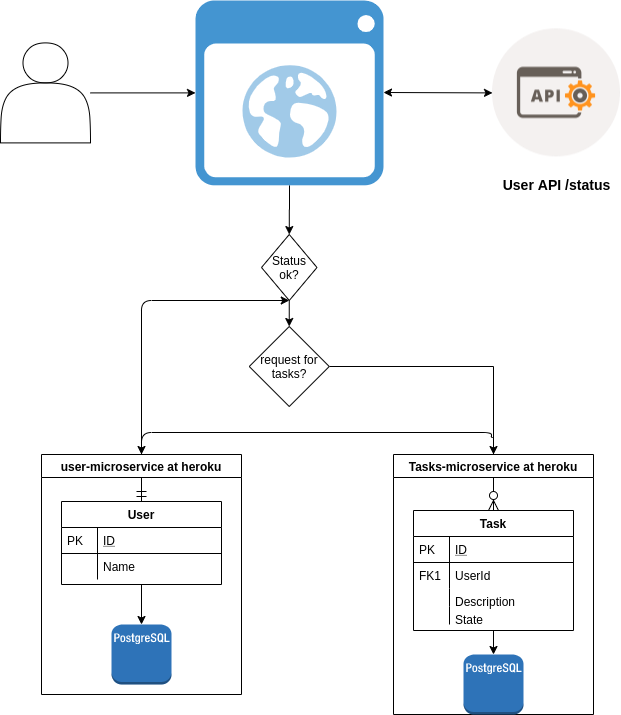 API
User API /status
Status
ok?
request for
tasks?
user-microservice at heroku
User
PK
ID
Name
PostgreSQL
Tasks-microservice at heroku
Task
PK
ID
FK1
UserId
Description
State
PostgreSQL